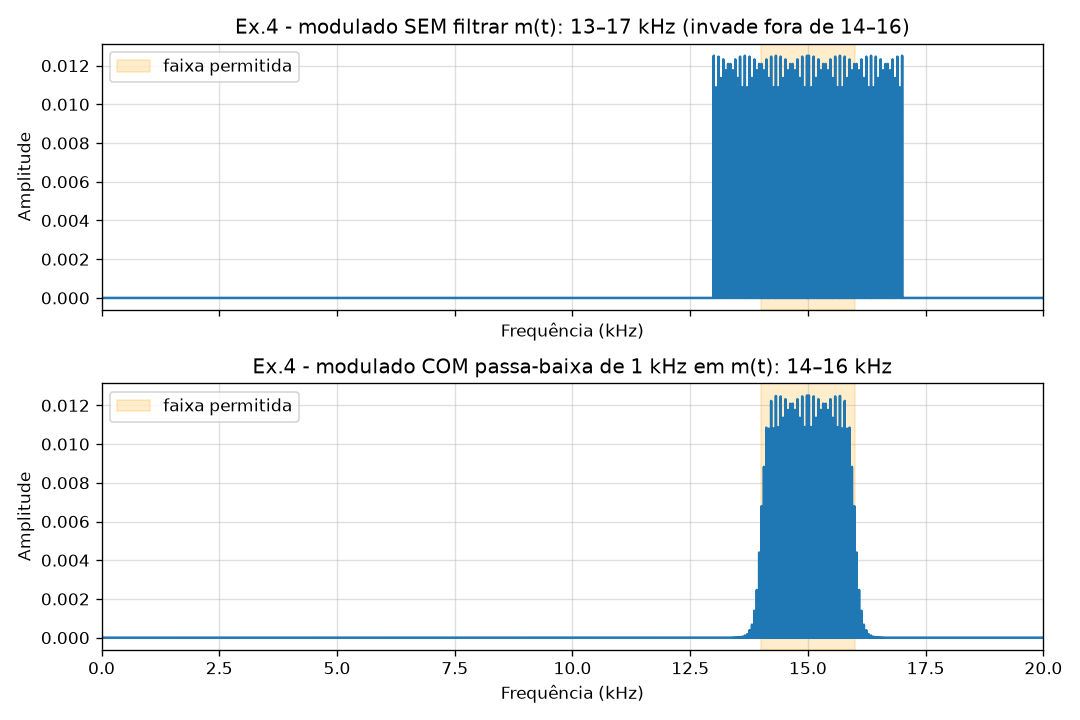 Ex.4 - modulado SEM filtrar m(t): 13–17 kHz (invade fora de 14–16)
faixa permitida
0.012
0.010
0.008
0.006
0.004
0.002
0.000
Amplitude
Frequência (kHz)
Ex.4 - modulado COM passa-baixa de 1 kHz em m(t): 14–16 kHz
faixa permitida
0.012
0.010
0.008
0.006
0.004
0.002
0.000
Amplitude
0.0 2.5 5.0 7.5 10.0 12.5 15.0 17.5 20.0
Frequência (kHz)